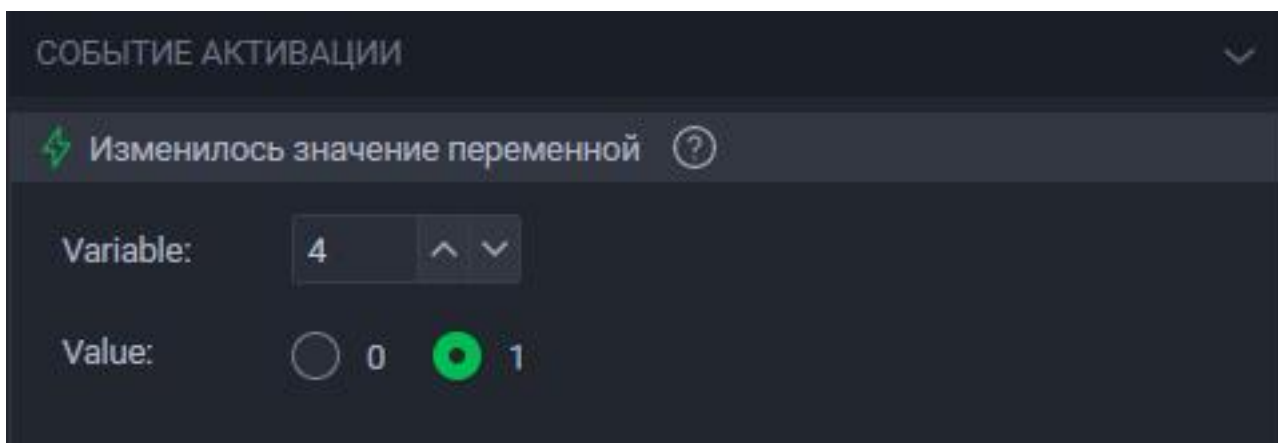 СОБЫТИЕ АКТИВАЦИИ
Изменилось значение переменной ?
Variable: 4
Value: 0 1